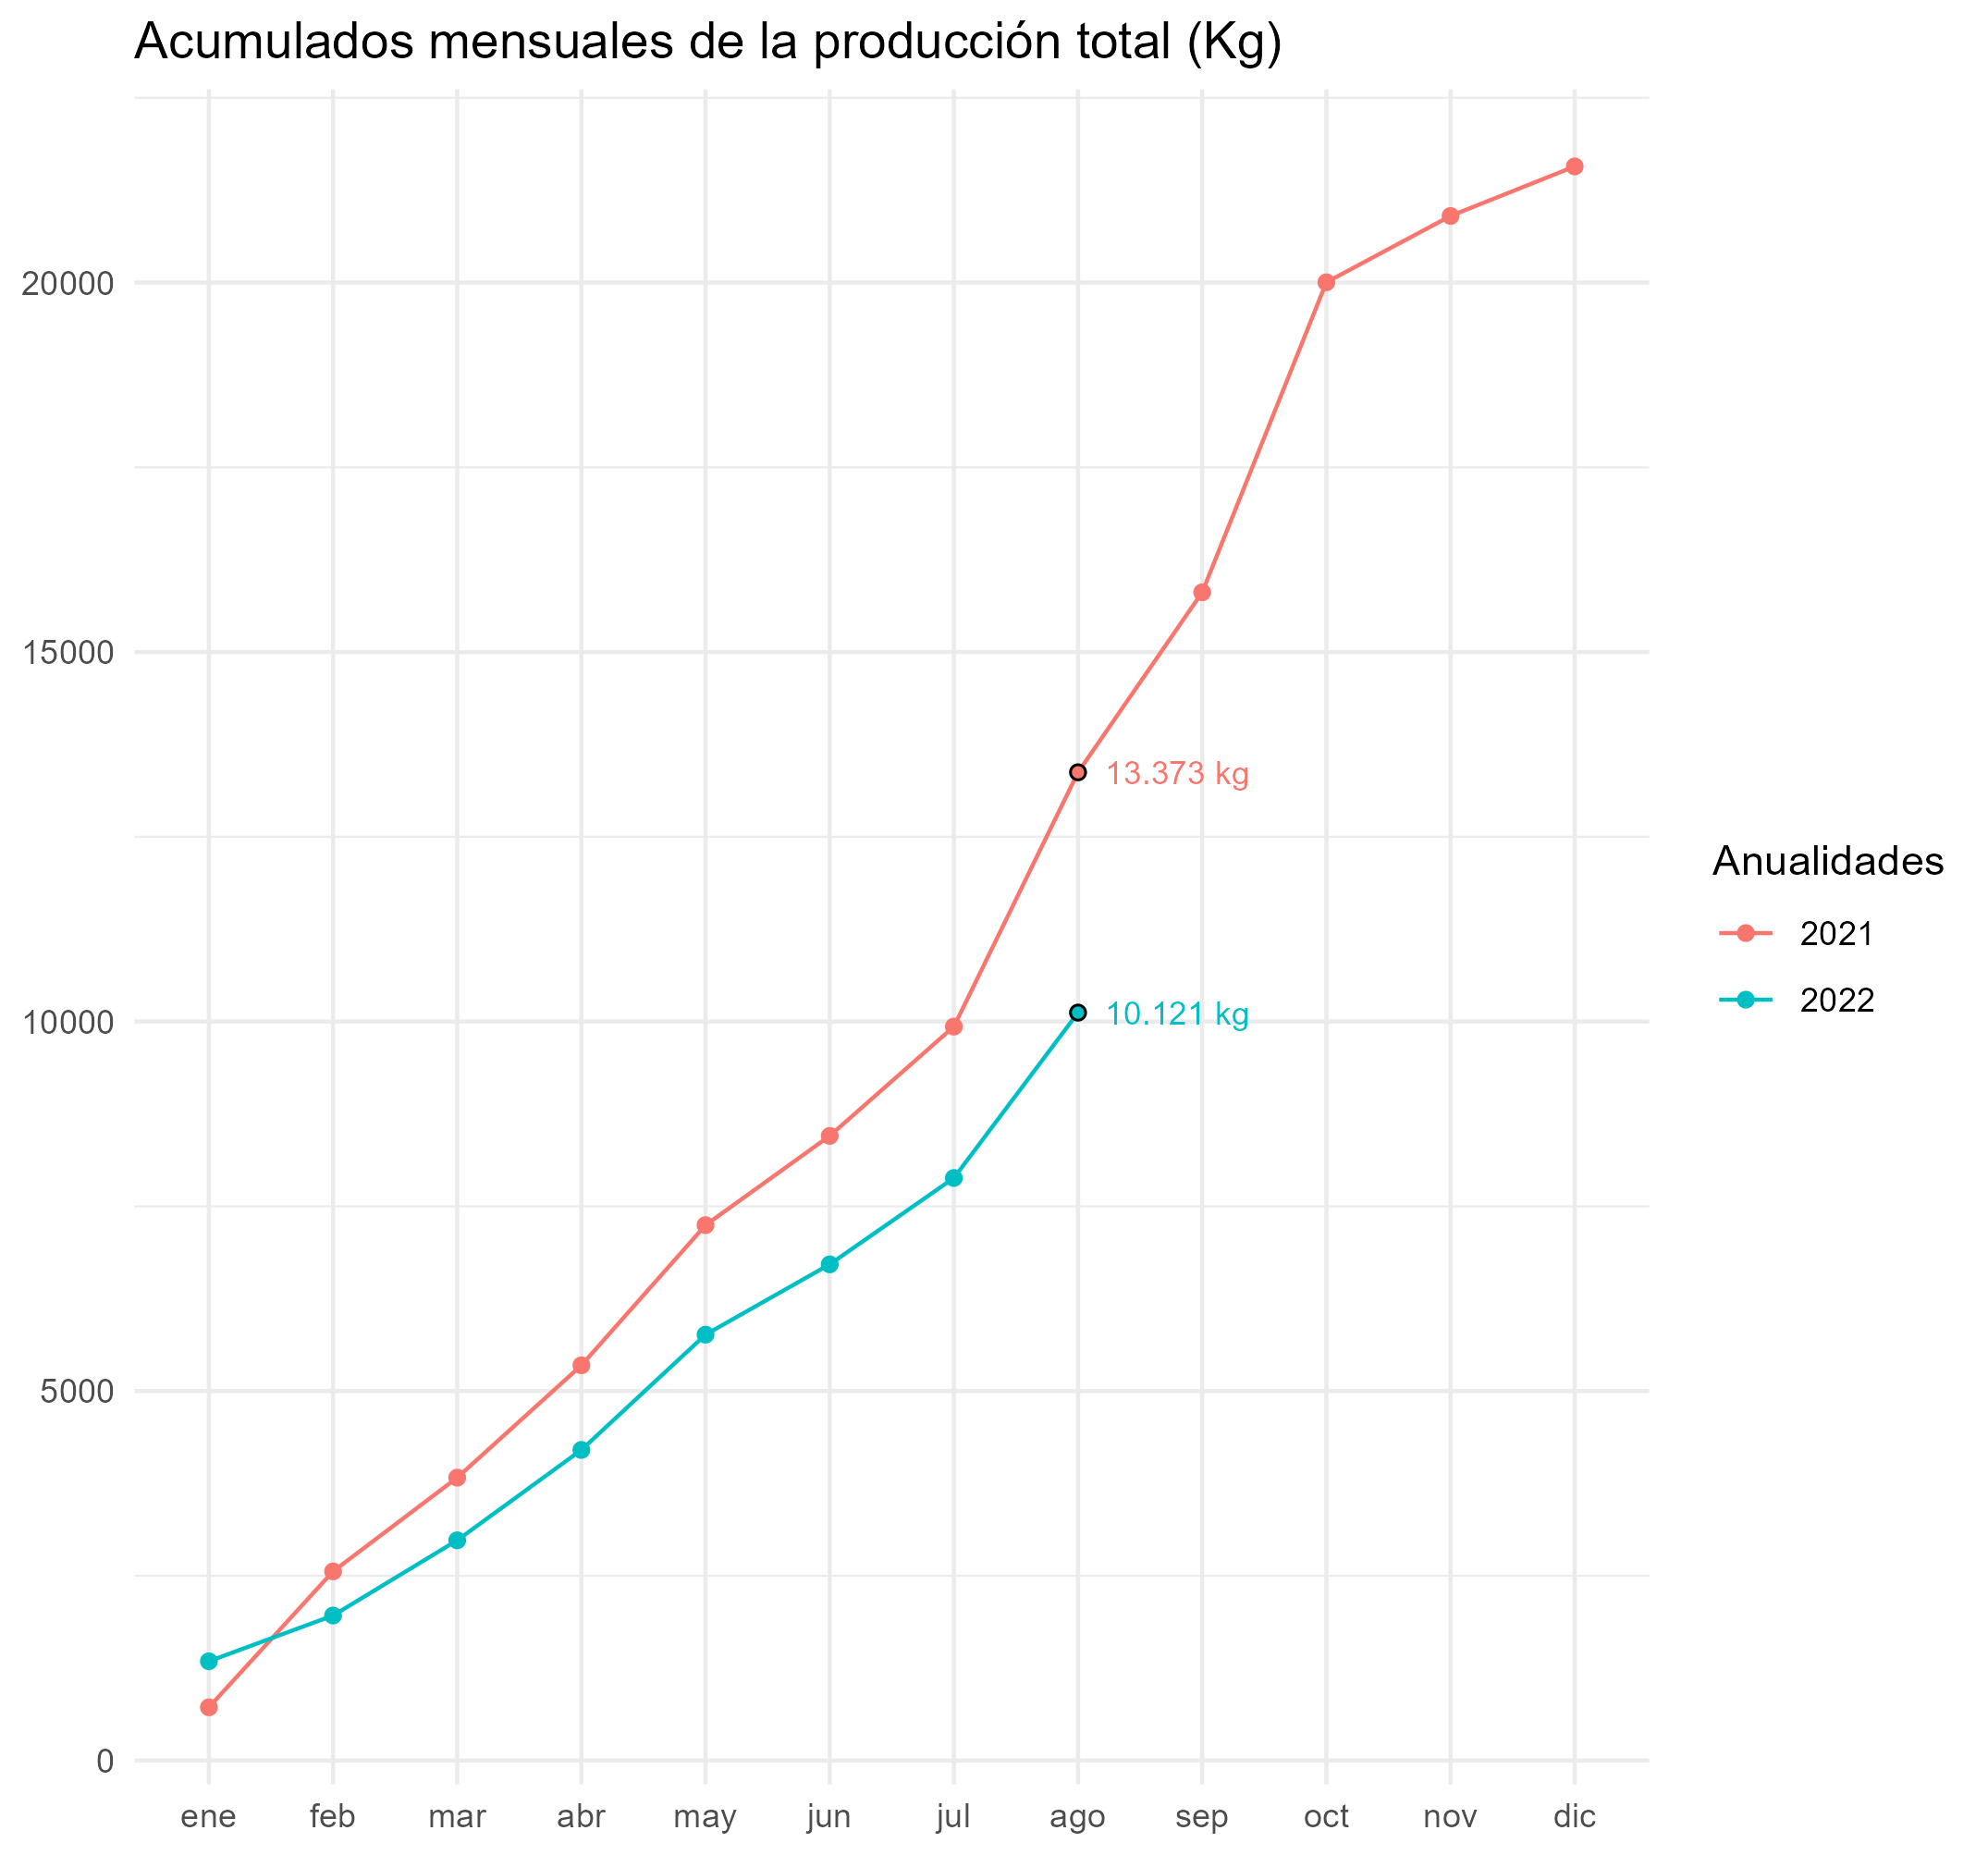 Acumulados mensuales de la producción total (Kg)
20000
15000
13.373 kg
Anualidades
2021
2022
10000
10.121 kg
5000
0
ene feb mar abr may jun jul ago sep oct nov dic